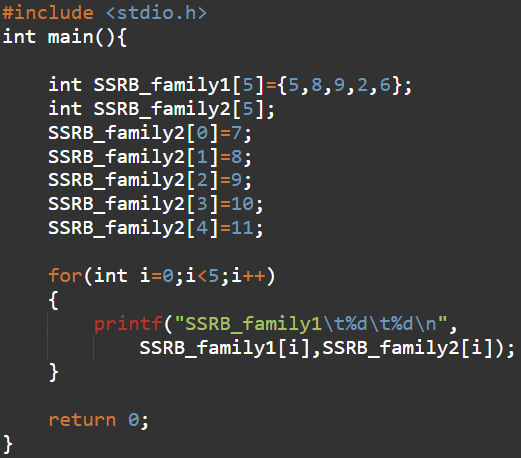 #include <stdio.h>
int main(){
int SSRB_family1[5]={5,8,9,2,6};
int SSRB_family2[5];
SSRB_family2[0]=7;
SSRB_family2[1]=8;
SSRB_family2[2]=9;
SSRB_family2[3]=10;
SSRB_family2[4]=11;
for(int i=0;i<5;i++)
{
printf("SSRB_family1\t%d\t%d\n",
SSRB_family1[i],SSRB_family2[i]);
}
return 0;
}